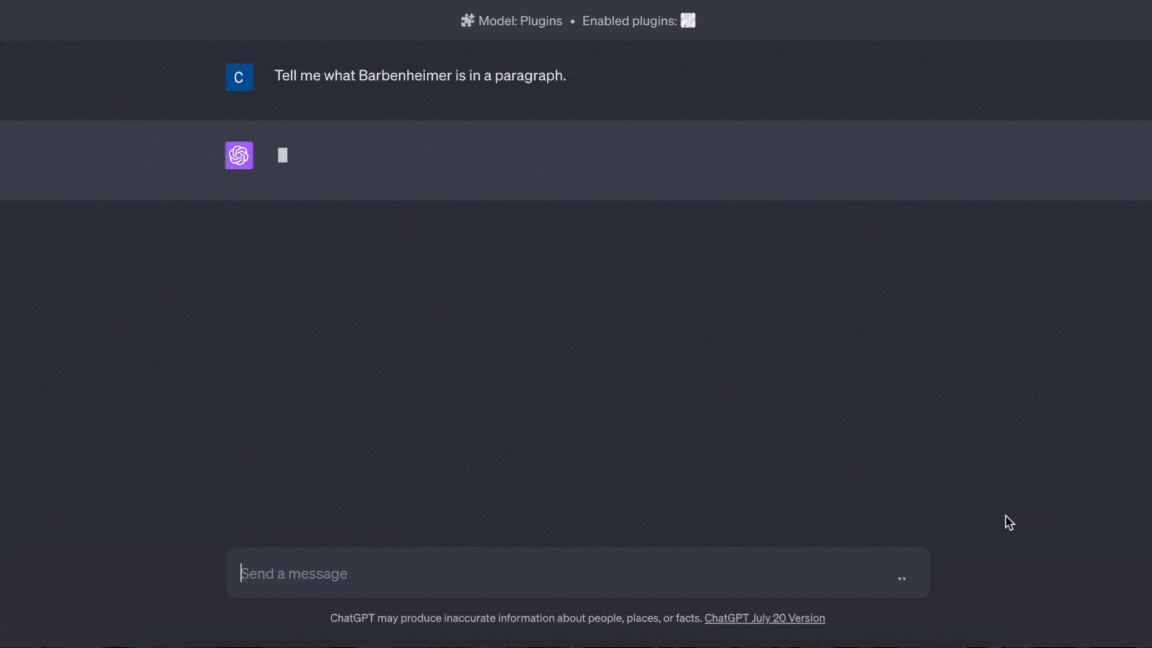 Model: Plugins • Enabled plugins:
C Tell me what Barbenheimer is in a paragraph.
Send a message
ChatGPT may produce inaccurate information about people, places, or facts. ChatGPT July 20 Version